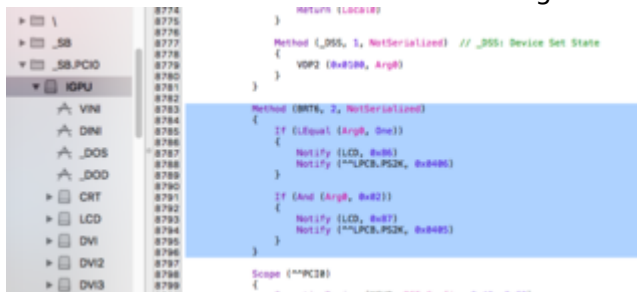 \
_SB
_SB.PCI0
IGPU
VINI
DINI
_DOS
_DOD
CRT
LCD
DVI
DVI2
DVI3
8774 Return (Local0)
8775 }
8776
8777 Method (_DSS, 1, NotSerialized) // _DSS: Device Set State
8778 {
8779 VDP2 (0x0100, Arg0)
8780 }
8781 }
8782
8783 Method (BRT6, 2, NotSerialized)
8784 {
8785 If (LEqual (Arg0, One))
8786 {
8787 Notify (LCD, 0x86)
8788 Notify (^^LPCB.PS2K, 0x0406)
8789 }
8790
8791 If (And (Arg0, 0x02))
8792 {
8793 Notify (LCD, 0x87)
8794 Notify (^^LPCB.PS2K, 0x0405)
8795 }
8796 }
8797
8798 Scope (^^PCI0)
8799 {